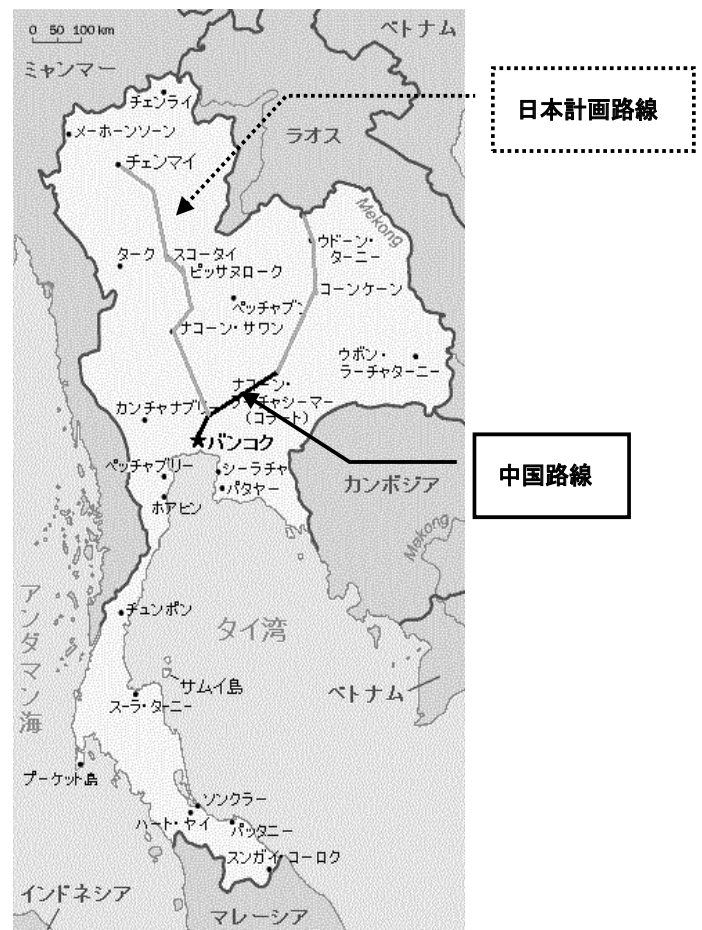 0 50 100 km
ベトナム
ミャンマー
チェンライ
日本計画路線
メーホーンソーン
ラオス
チェンマイ
Mekong
ウドーン・
ターニー
ターク
スコータイ
ピッサヌローク
コーンケーン
ペッチャブン
ナコーン・サワン
ウボン・
ラーチャターニー
ナコーン・
ラーチャシーマー
(コラート)
カンチャナブリー
バンコク
中国路線
ペッチャブリー
シーラチャ
カンボジア
パタヤー
ホアヒン
Mekong
アンダマン海
チュンポン
タイ湾
サムイ島
ベトナム
スーラ・ターニー
プーケット島
ソンクラー
ハート・ヤイ
パッタニー
スンガイ・コーロク
インドネシア
マレーシア